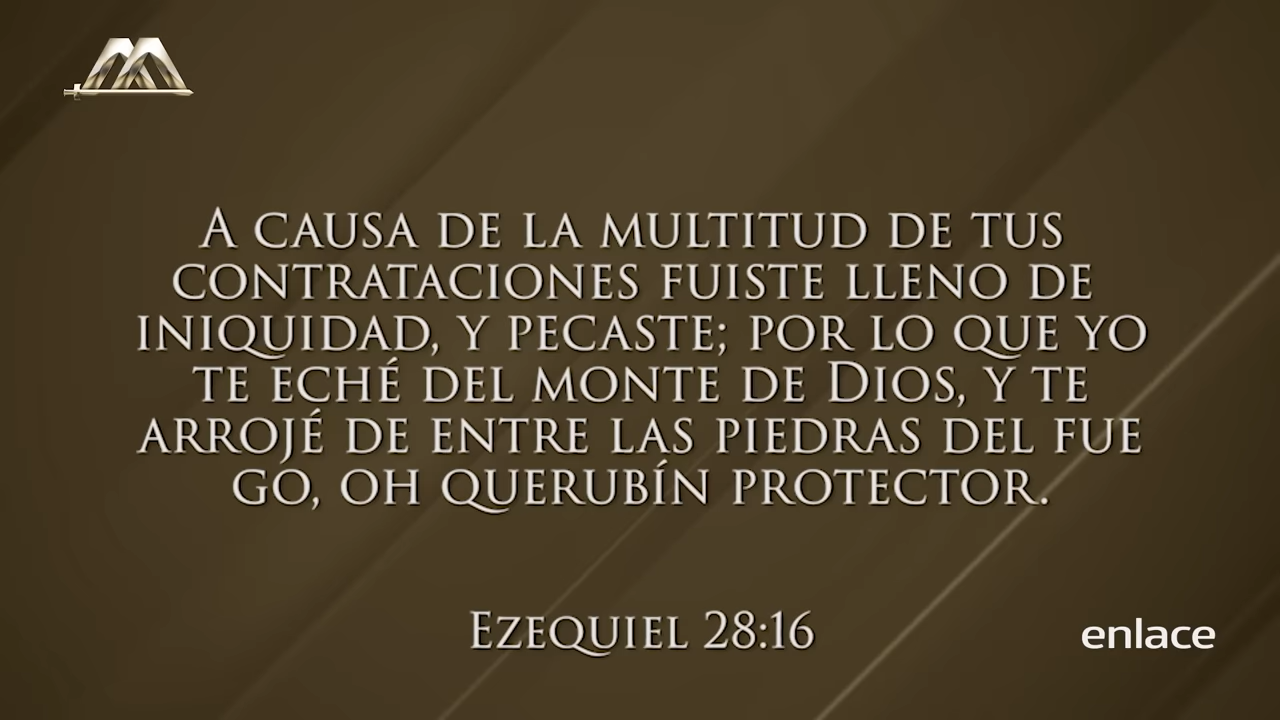 A CAUSA DE LA MULTITUD DE TUS
CONTRATACIONES FUISTE LLENO DE
INIQUIDAD, Y PECASTE; POR LO QUE YO
TE ECHÉ DEL MONTE DE DIOS, Y TE
ARROJÉ DE ENTRE LAS PIEDRAS DEL FUE
GO, OH QUERUBÍN PROTECTOR.
EZEQUIEL 28:16
enlace